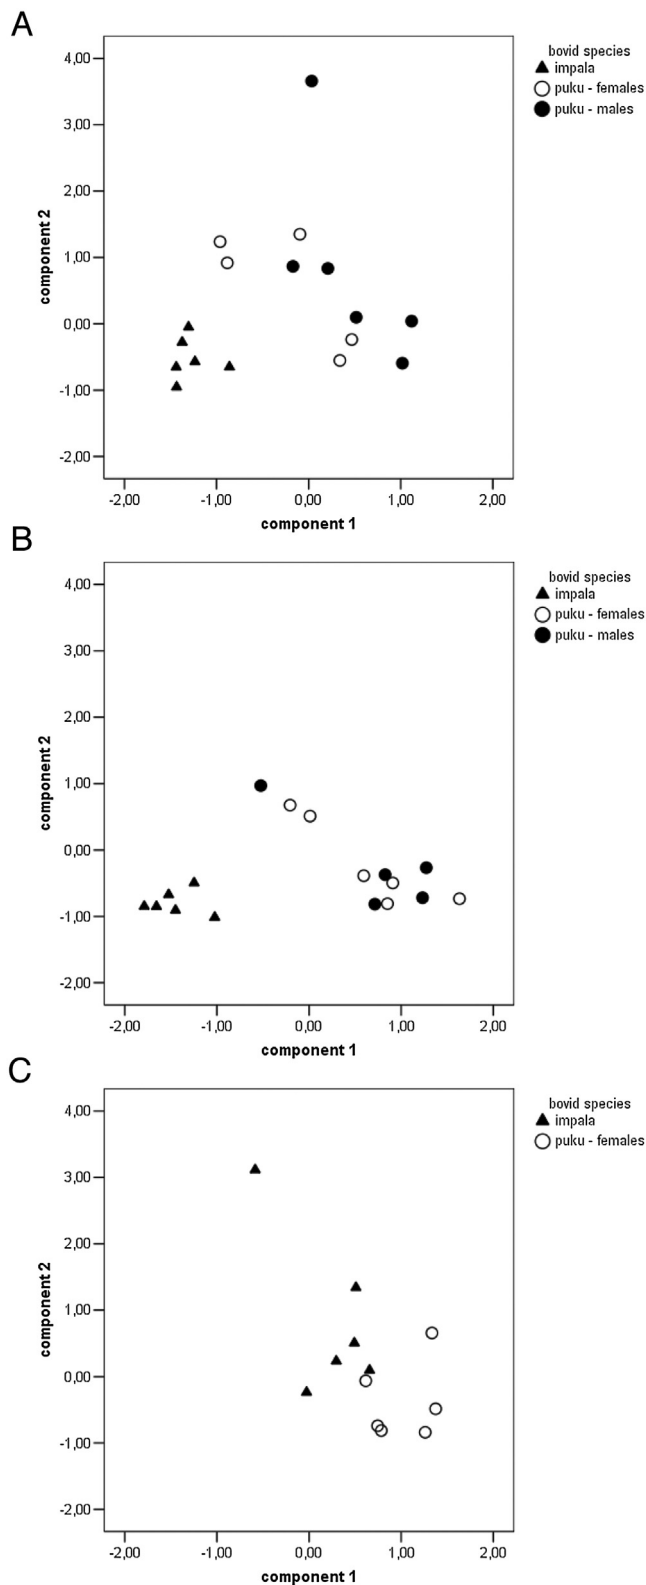 A
bovid species
impala
puku - females
puku - males
4,00
3,00
2,00
1,00
0,00
-1,00
-2,00
component 2
-2,00 -1,00 0,00 1,00 2,00
component 1
B
bovid species
impala
puku - females
puku - males
4,00
3,00
2,00
1,00
0,00
-1,00
-2,00
component 2
-2,00 -1,00 0,00 1,00 2,00
component 1
C
bovid species
impala
puku - females
4,00
3,00
2,00
1,00
0,00
-1,00
-2,00
component 2
-2,00 -1,00 0,00 1,00 2,00
component 1